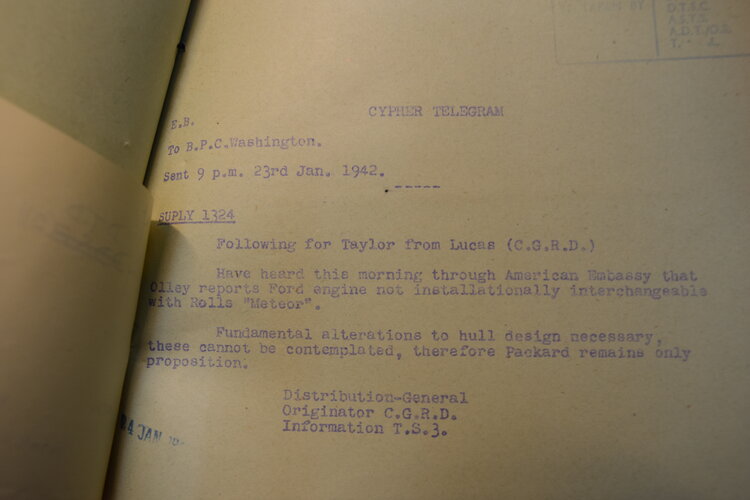 D.T.S.C.
A.S.T.S.
CYPHER TELEGRAM
E.B.
To B.P.C.Washington.
Sent 9 p.m. 23rd Jan. 1942.
-----
SUPLY 1324
Following for Taylor from Lucas (C.G.R.D.)
Have heard this morning through American Embassy that
Olley reports Ford engine not installationally interchangeable
with Rolls "Meteor".
Fundamental alterations to hull design necessary,
these cannot be contemplated, therefore Packard remains only
proposition.
Distribution-General
Originator C.G.R.D.
Information T.S.3.
24 JAN